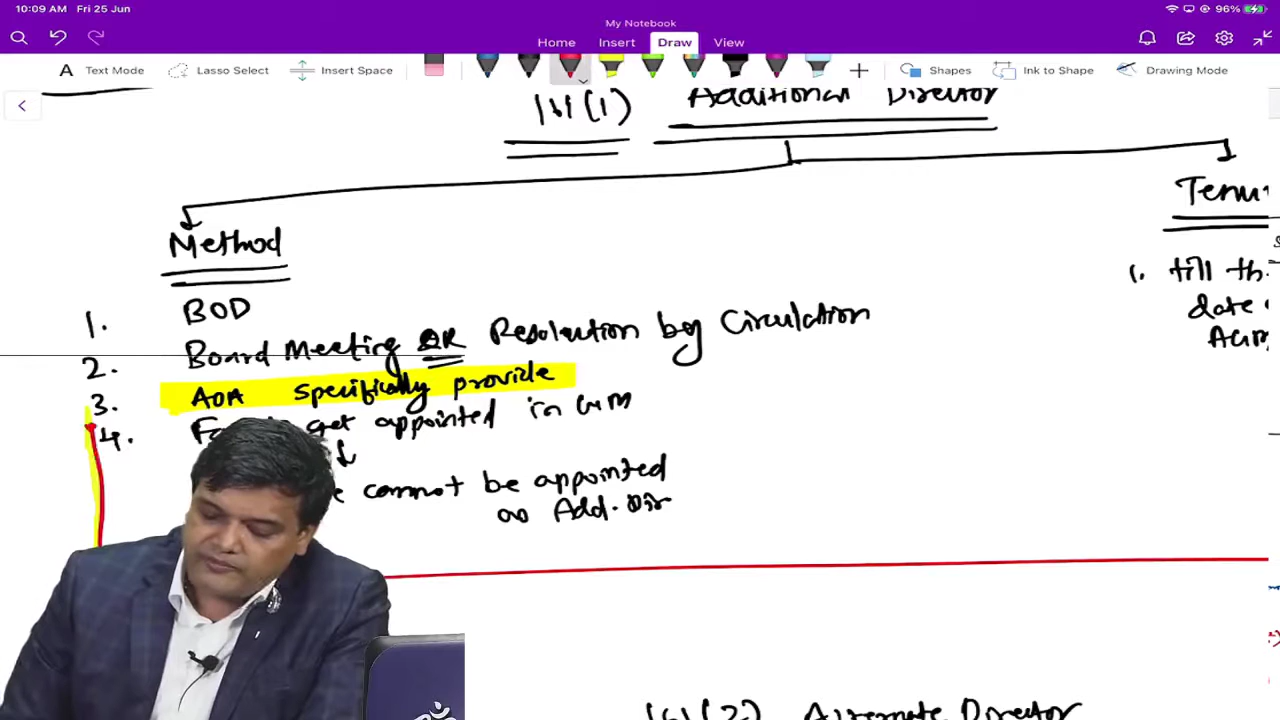 10:09 AM Fri 25 Jun
96%
My Notebook
Home Insert Draw View
A Text Mode Lasso Select Insert Space Shapes Ink to Shape Drawing Mode
161(1) Additional Director
Method
1. BOD
2. Board Meeting OR Resolution by Circulation
3. AOA specifically provide
4. get appointed in GM
cannot be appointed
as Add. Dir
1. till th
date
161(2) Alternate Director